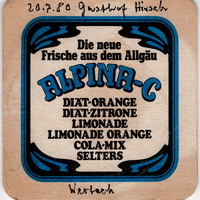 20.7.80 Gasthof Hirsch
Die neue
Frische aus dem Allgäu
ALPINA-C
DIÄT-ORANGE
DIÄT-ZITRONE
LIMONADE
LIMONADE ORANGE
COLA-MIX
SELTERS
Wertach